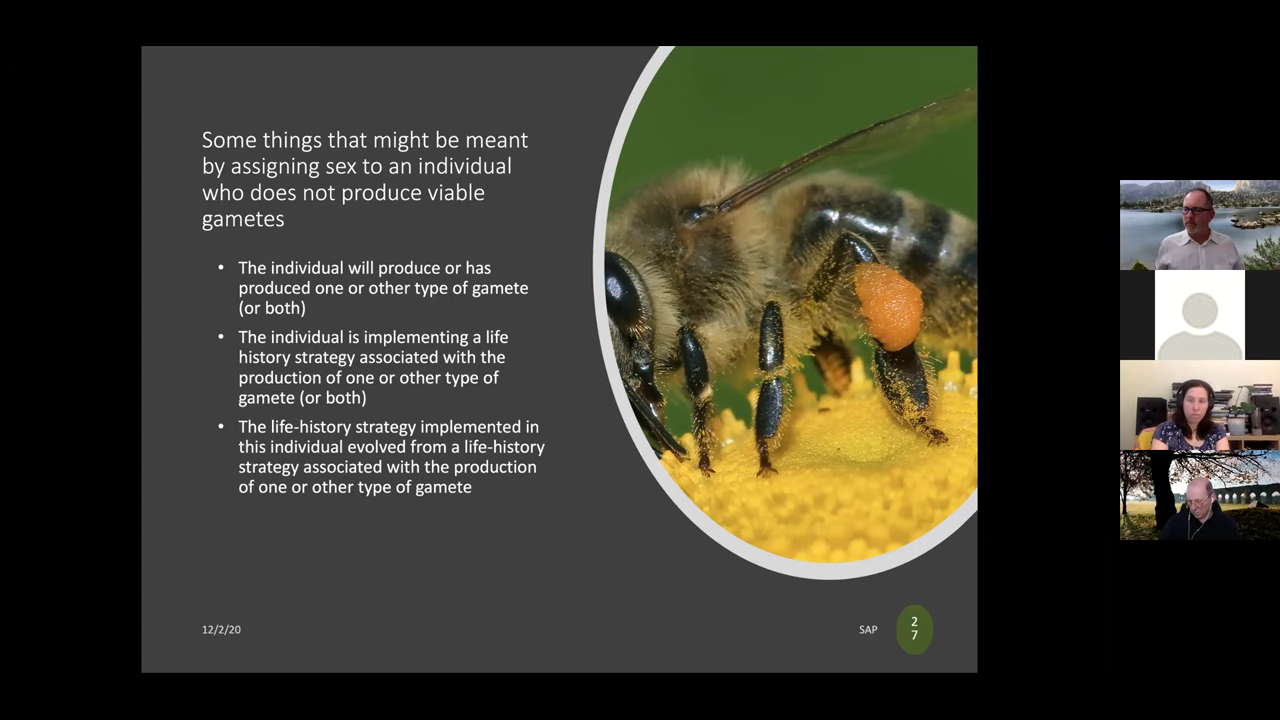 Some things that might be meant
by assigning sex to an individual
who does not produce viable
gametes
• The individual will produce or has
produced one or other type of gamete
(or both)
• The individual is implementing a life
history strategy associated with the
production of one or other type of
gamete (or both)
• The life-history strategy implemented in
this individual evolved from a life-history
strategy associated with the production
of one or other type of gamete
12/2/20
SAP
2
7